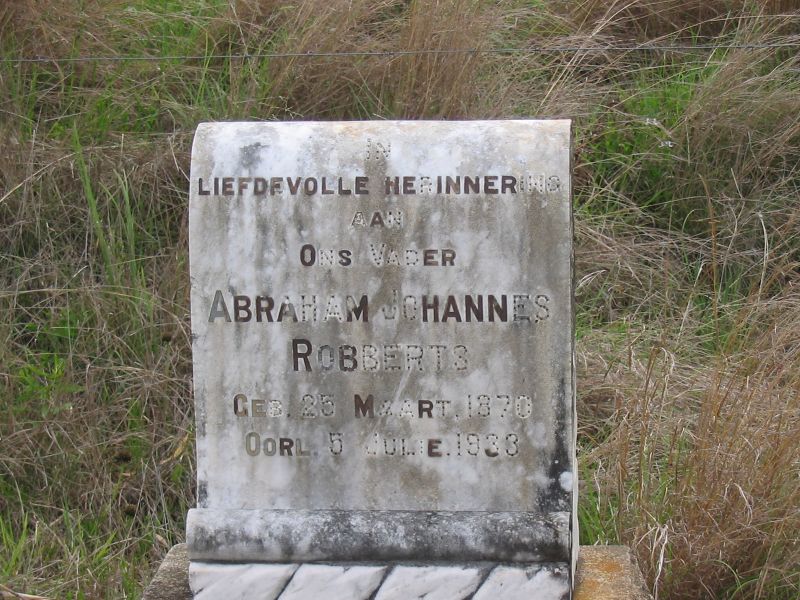 IN
LIEFDEVOLLE HERINNERING
AAN
ONS VADER
ABRAHAM JOHANNES
ROBBERTS
GEB. 25 MAART. 1870
OORL. 5 JULIE. 1933